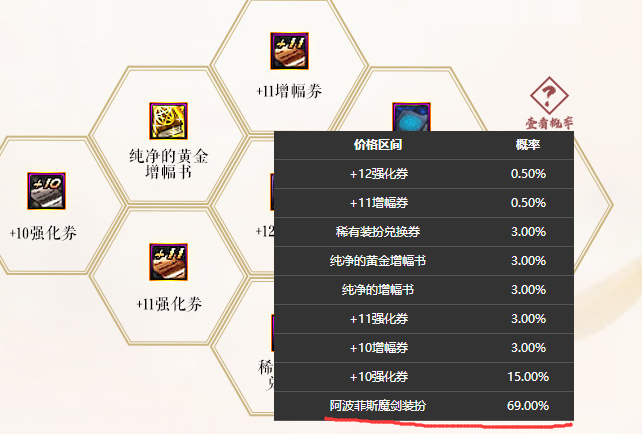 +11
+11增幅券
查看概率
纯净的黄金
增幅书
+10
+10强化券
+12
+11
+11强化券
稀
价格区间 概率
+12强化券 0.50%
+11增幅券 0.50%
稀有装扮兑换券 3.00%
纯净的黄金增幅书 3.00%
纯净的增幅书 3.00%
+11强化券 3.00%
+10增幅券 3.00%
+10强化券 15.00%
阿波菲斯魔剑装扮 69.00%